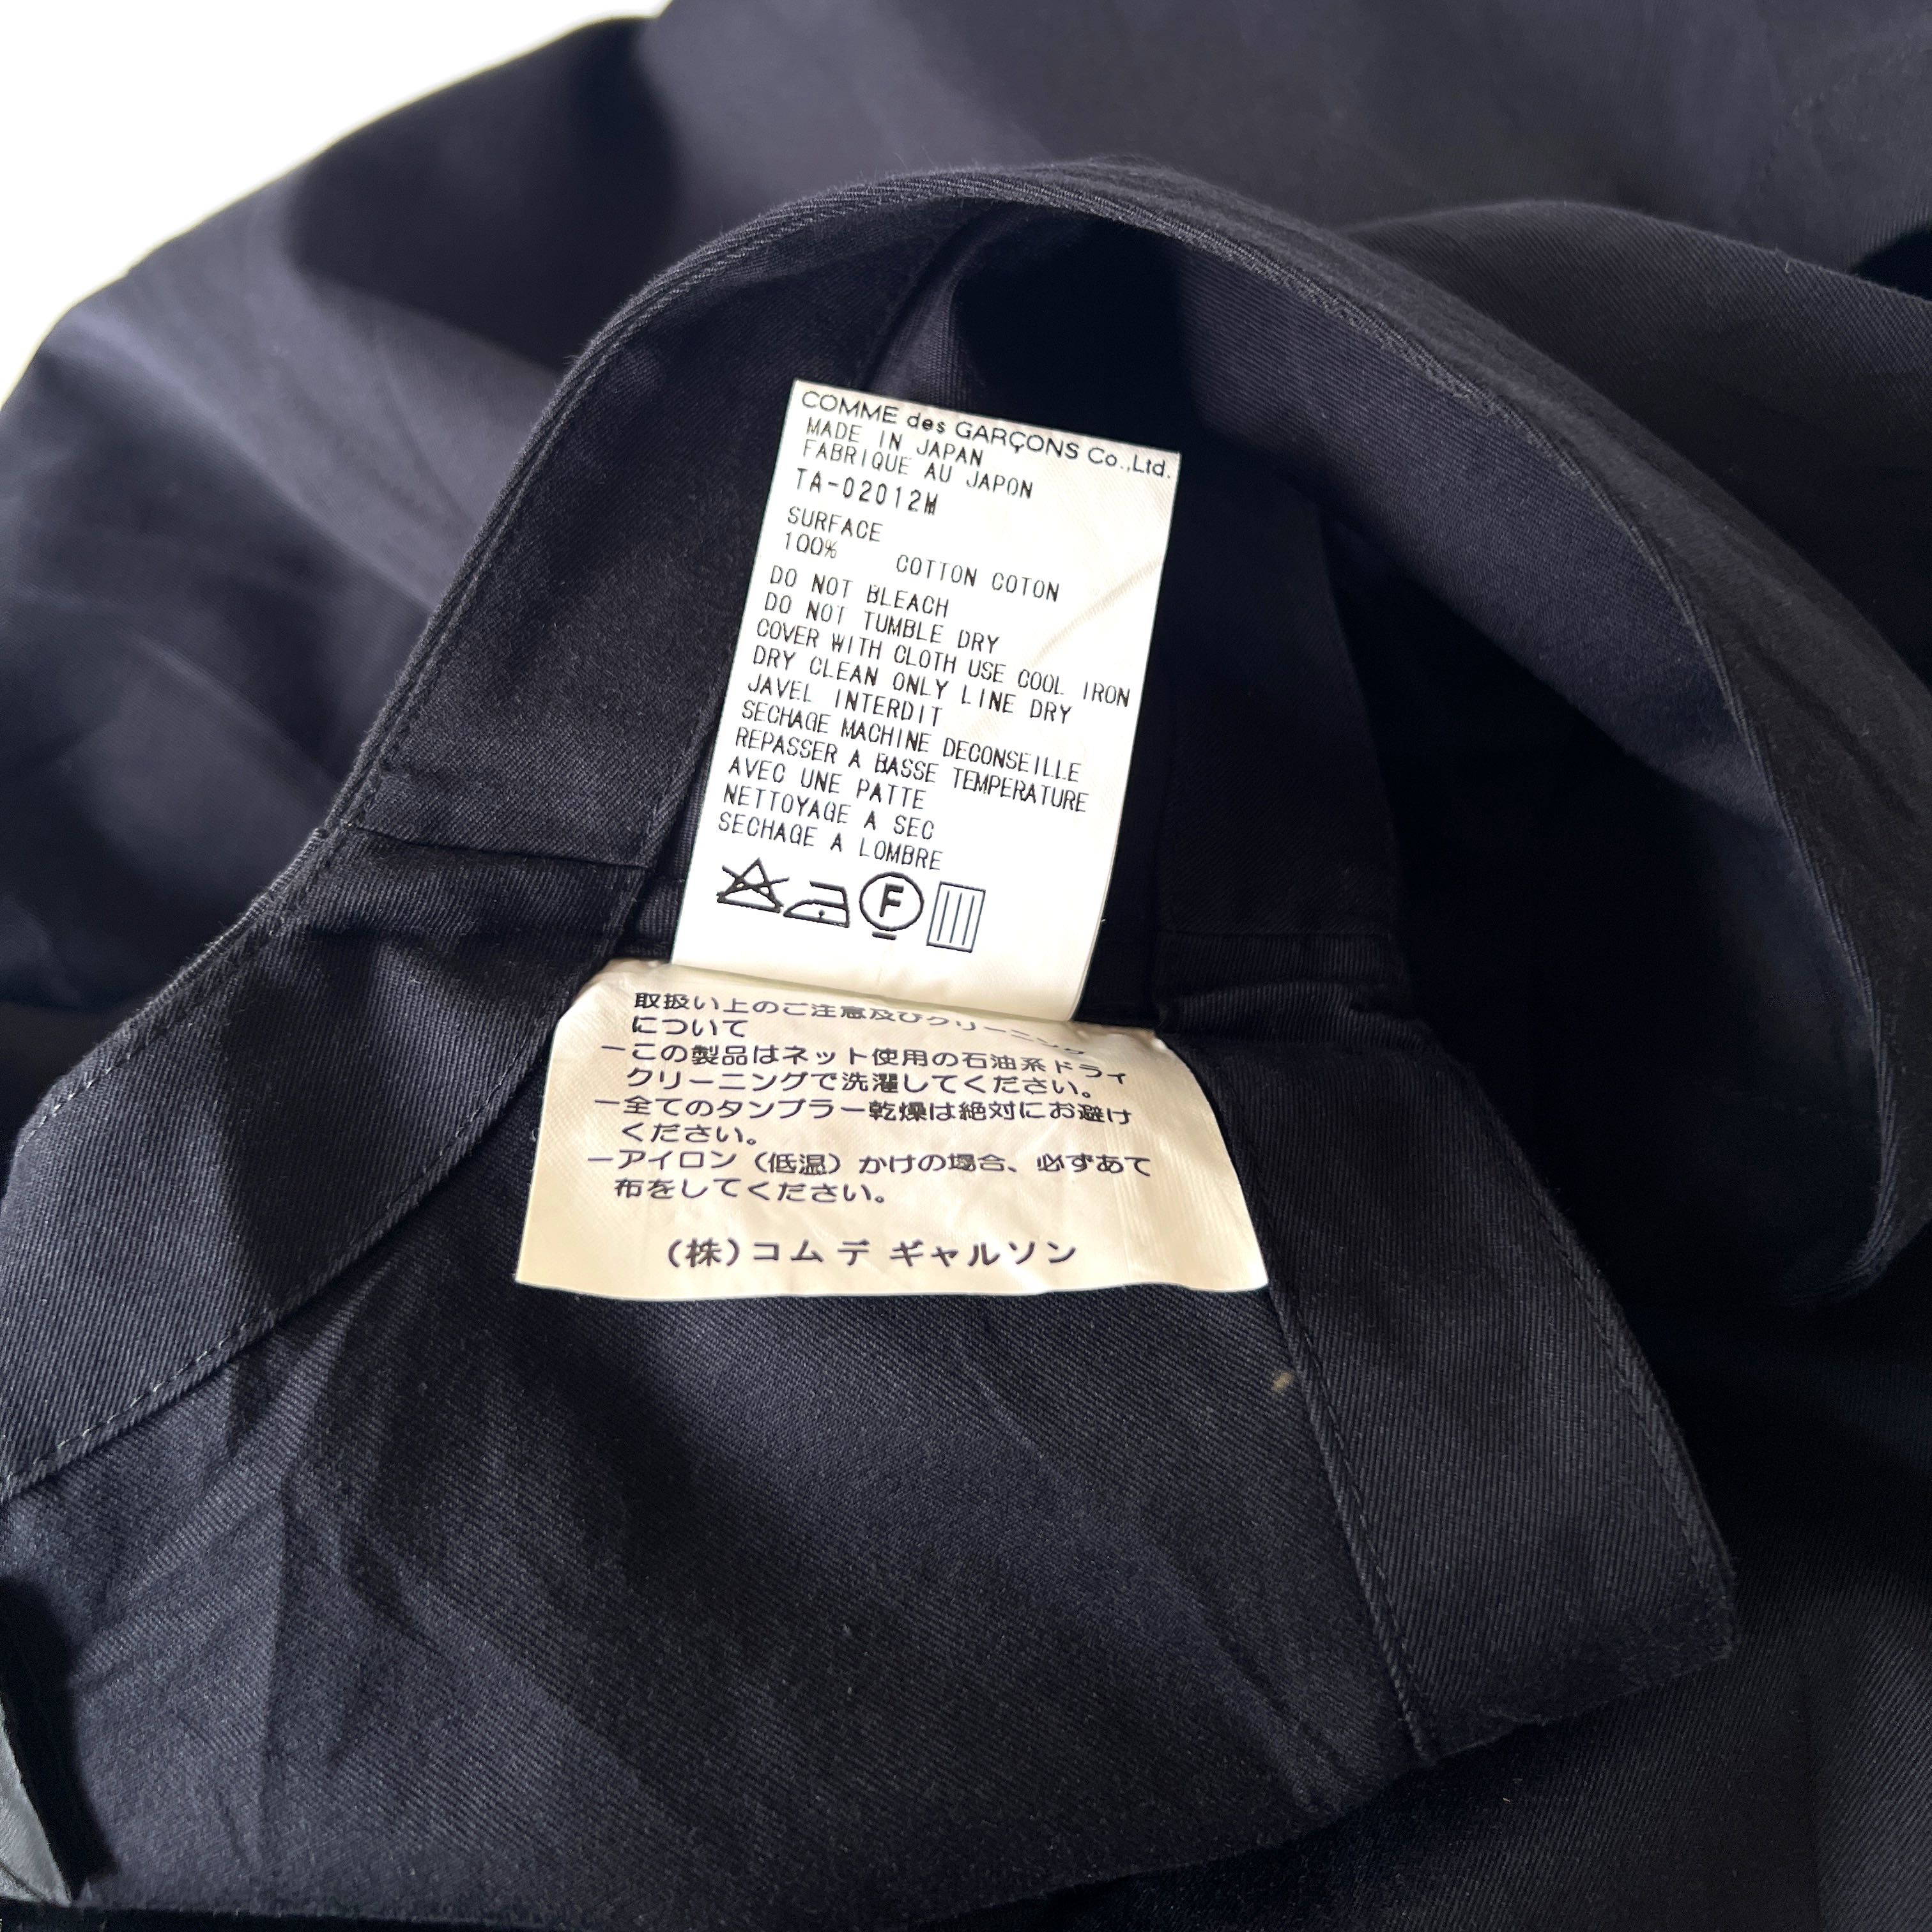 COMME des GARÇONS Co.,Ltd.
MADE IN JAPAN
FABRIQUE AU JAPON
TA-02012M
SURFACE
100% COTTON COTON
DO NOT BLEACH
DO NOT TUMBLE DRY
COVER WITH CLOTH USE COOL IRON
DRY CLEAN ONLY LINE DRY
JAVEL INTERDIT
SECHAGE MACHINE DECONSEILLE
REPASSER A BASSE TEMPERATURE
AVEC UNE PATTE
NETTOYAGE A SEC
SECHAGE A LOMBRE
F
取扱い上のご注意及びクリーニング
について
ーこの製品はネット使用の石油系ドライ
クリーニングで洗濯してください。
ー全てのタンブラー乾燥は絶対にお避け
ください。
ーアイロン（低温）かけの場合、必ずあて
布をしてください。
(株)コム デ ギャルソン